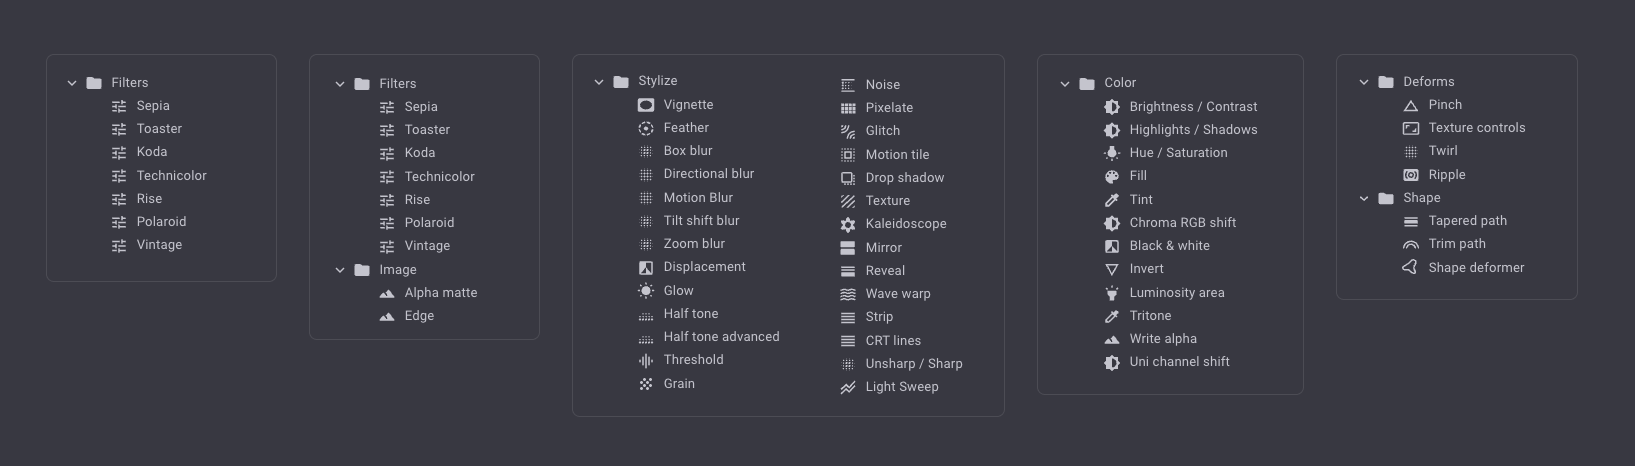 Filters
Sepia
Toaster
Koda
Technicolor
Rise
Polaroid
Vintage
Filters
Sepia
Toaster
Koda
Technicolor
Rise
Polaroid
Vintage
Image
Alpha matte
Edge
Stylize
Vignette
Feather
Box blur
Directional blur
Motion Blur
Tilt shift blur
Zoom blur
Displacement
Glow
Half tone
Half tone advanced
Threshold
Grain
Noise
Pixelate
Glitch
Motion tile
Drop shadow
Texture
Kaleidoscope
Mirror
Reveal
Wave warp
Strip
CRT lines
Unsharp / Sharp
Light Sweep
Color
Brightness / Contrast
Highlights / Shadows
Hue / Saturation
Fill
Tint
Chroma RGB shift
Black & white
Invert
Luminosity area
Tritone
Write alpha
Uni channel shift
Deforms
Pinch
Texture controls
Twirl
Ripple
Shape
Tapered path
Trim path
Shape deformer